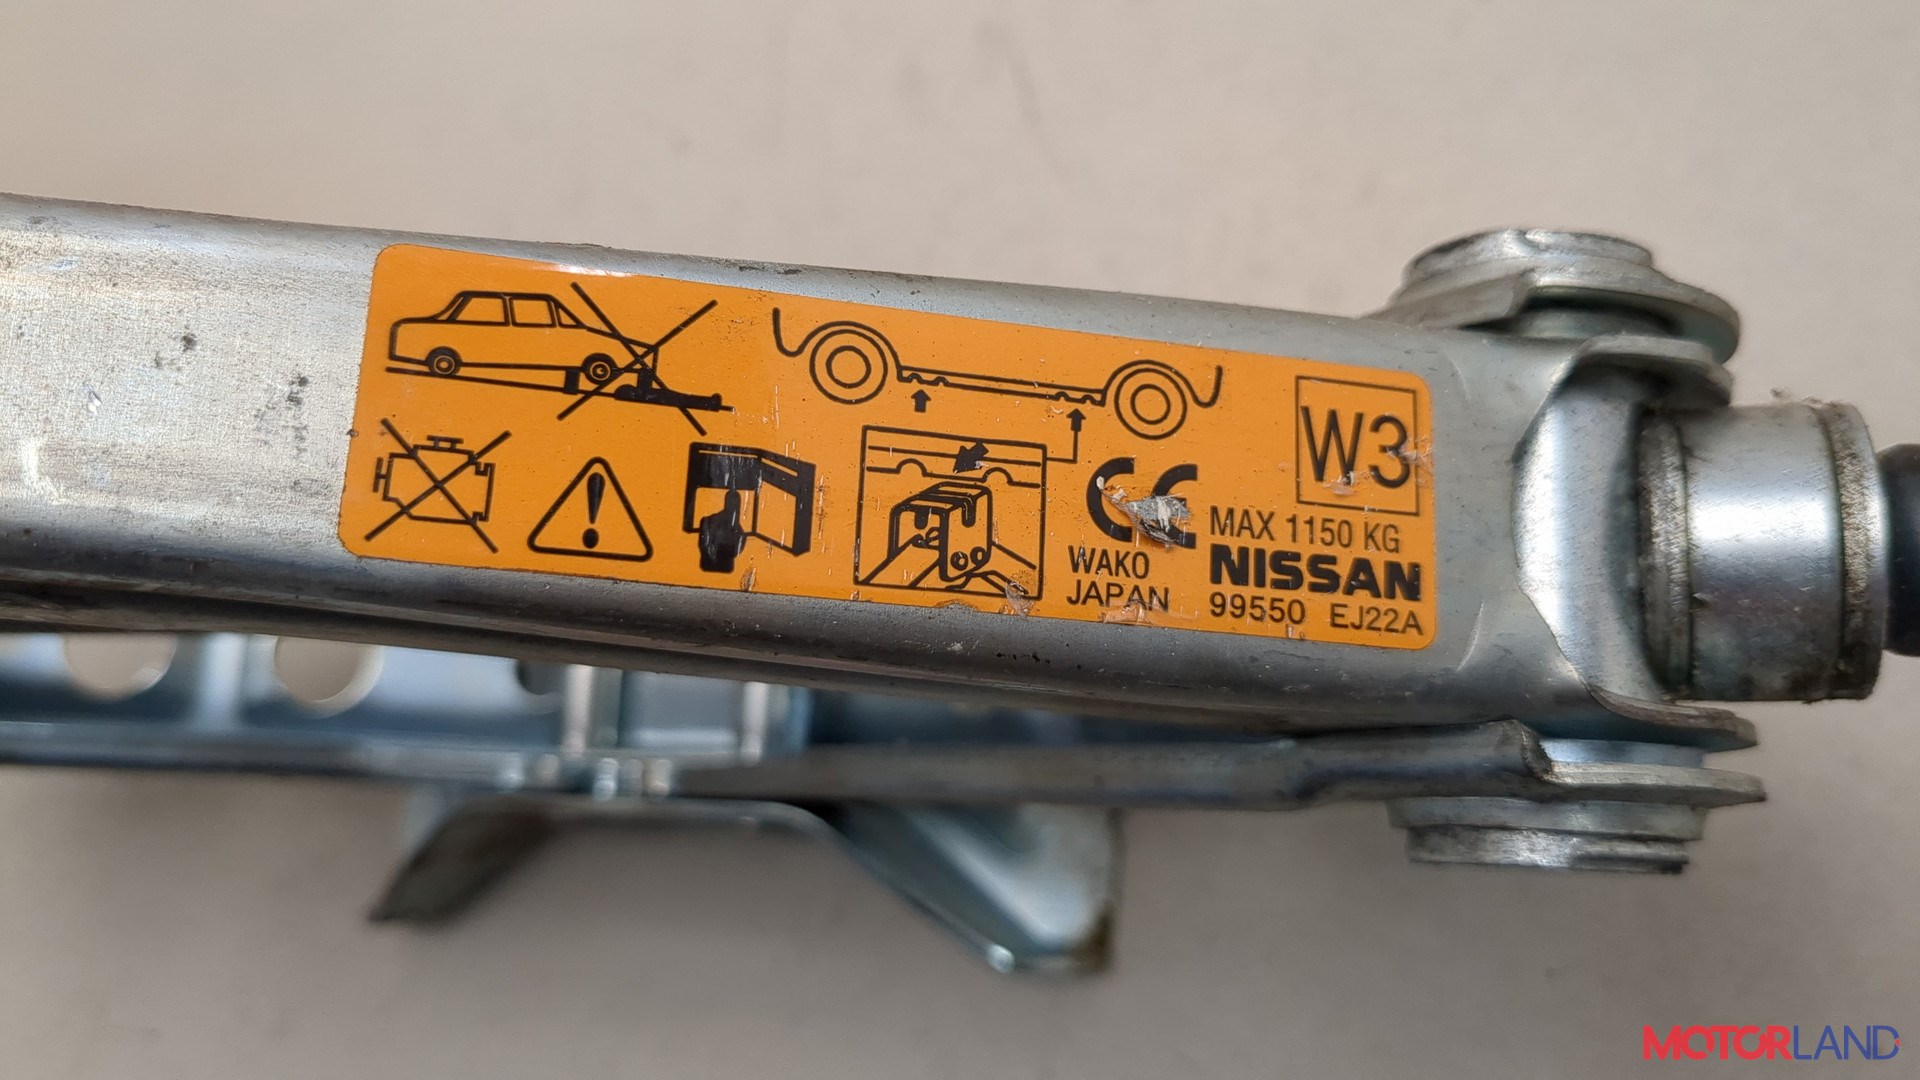 W3
CE
MAX 1150 KG
WAKO
JAPAN
NISSAN
99550 EJ22A
MOTORLAND